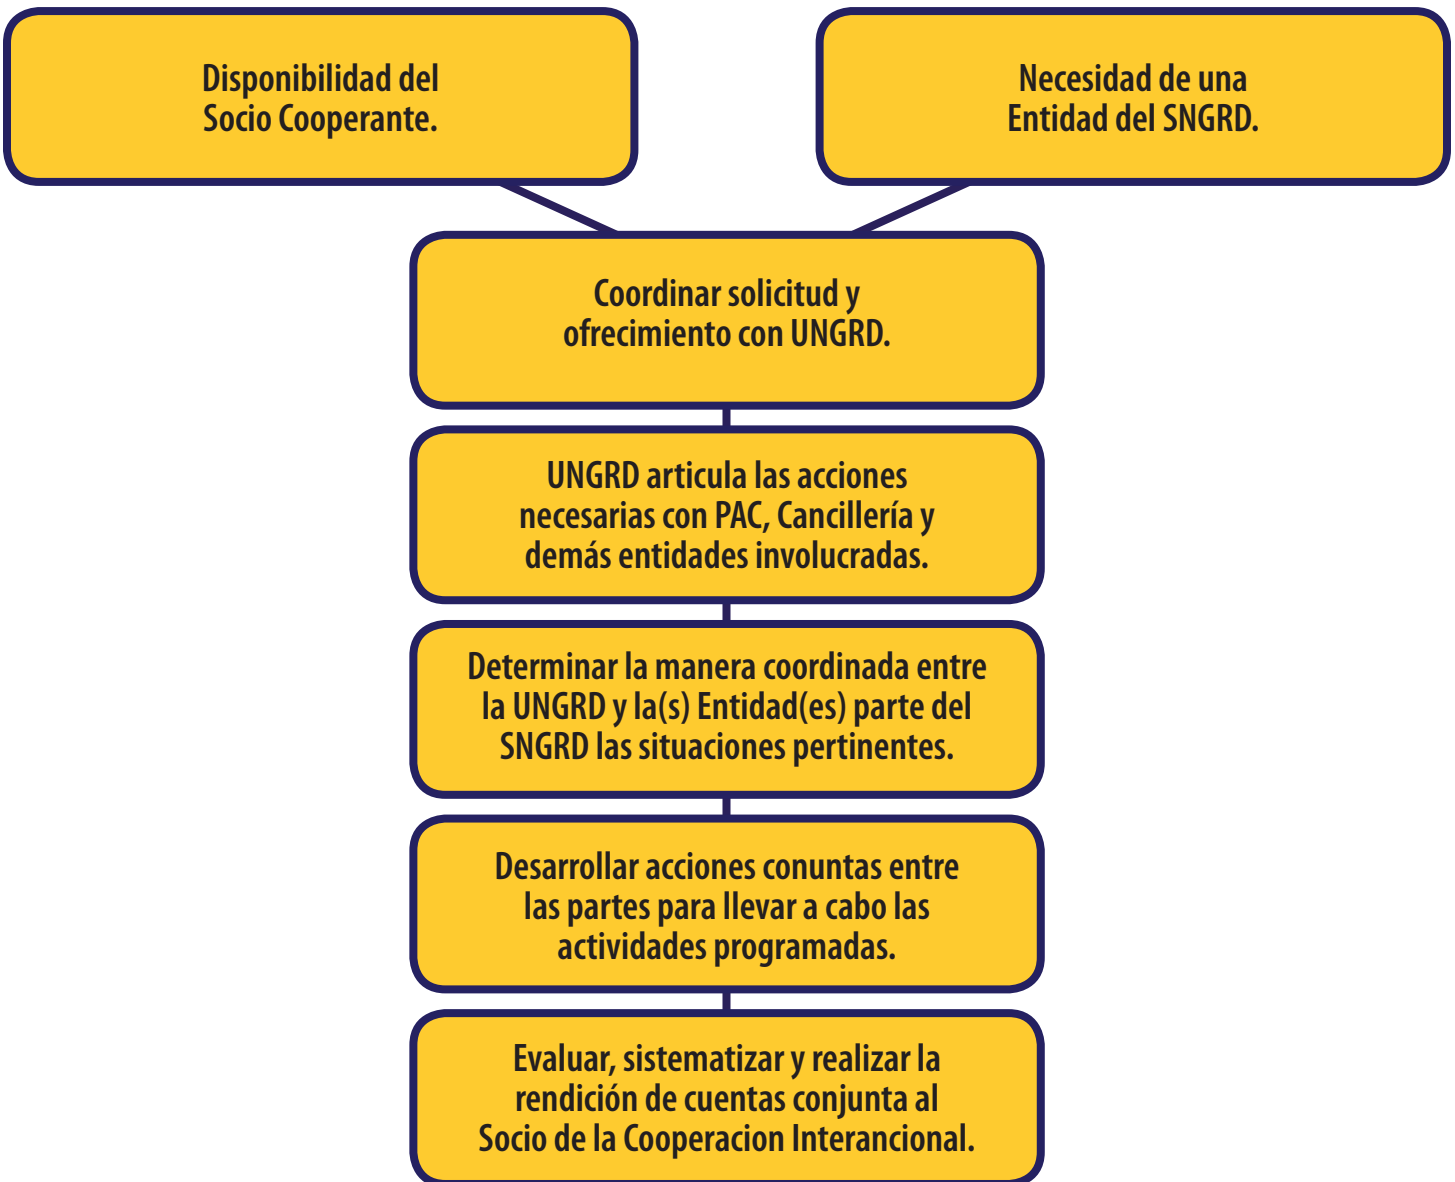 Disponibilidad del
Socio Cooperante.
Necesidad de una
Entidad del SNGRD.
Coordinar solicitud y
ofrecimiento con UNGRD.
UNGRD articula las acciones
necesarias con PAC, Cancillería y
demás entidades involucradas.
Determinar la manera coordinada entre
la UNGRD y la(s) Entidad(es) parte del
SNGRD las situaciones pertinentes.
Desarrollar acciones conuntas entre
las partes para llevar a cabo las
actividades programadas.
Evaluar, sistematizar y realizar la
rendición de cuentas conjunta al
Socio de la Cooperacion Interancional.